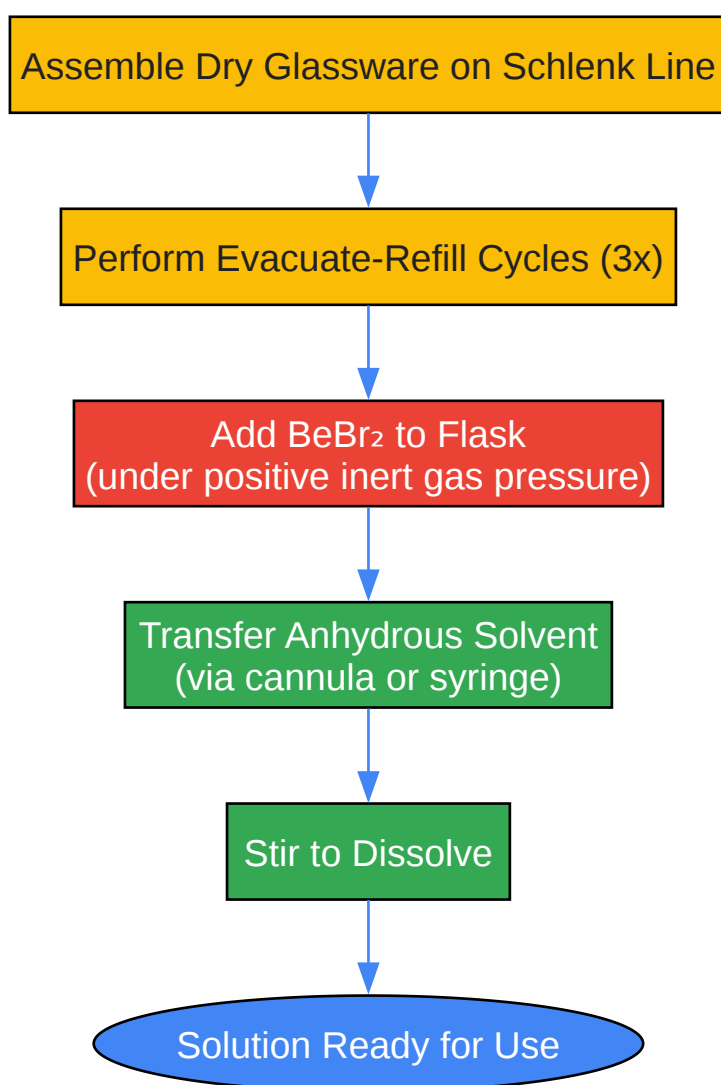 Assemble Dry Glassware on Schlenk Line
Perform Evacuate-Refill Cycles (3x)
Add BeBr₂ to Flask
(under positive inert gas pressure)
Transfer Anhydrous Solvent
(via cannula or syringe)
Stir to Dissolve
Solution Ready for Use